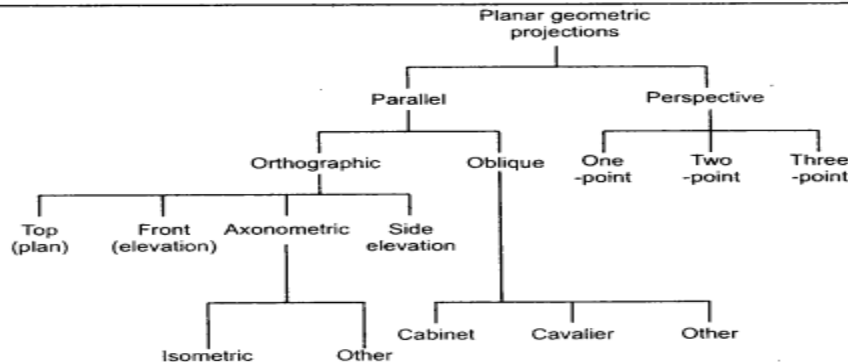 Planar geometric
projections
Parallel
Perspective
Orthographic
Oblique
One
-point
Two
-point
Three
-point
Top
(plan)
Front
(elevation)
Axonometric
Side
elevation
Cabinet
Cavalier
Other
Isometric
Other